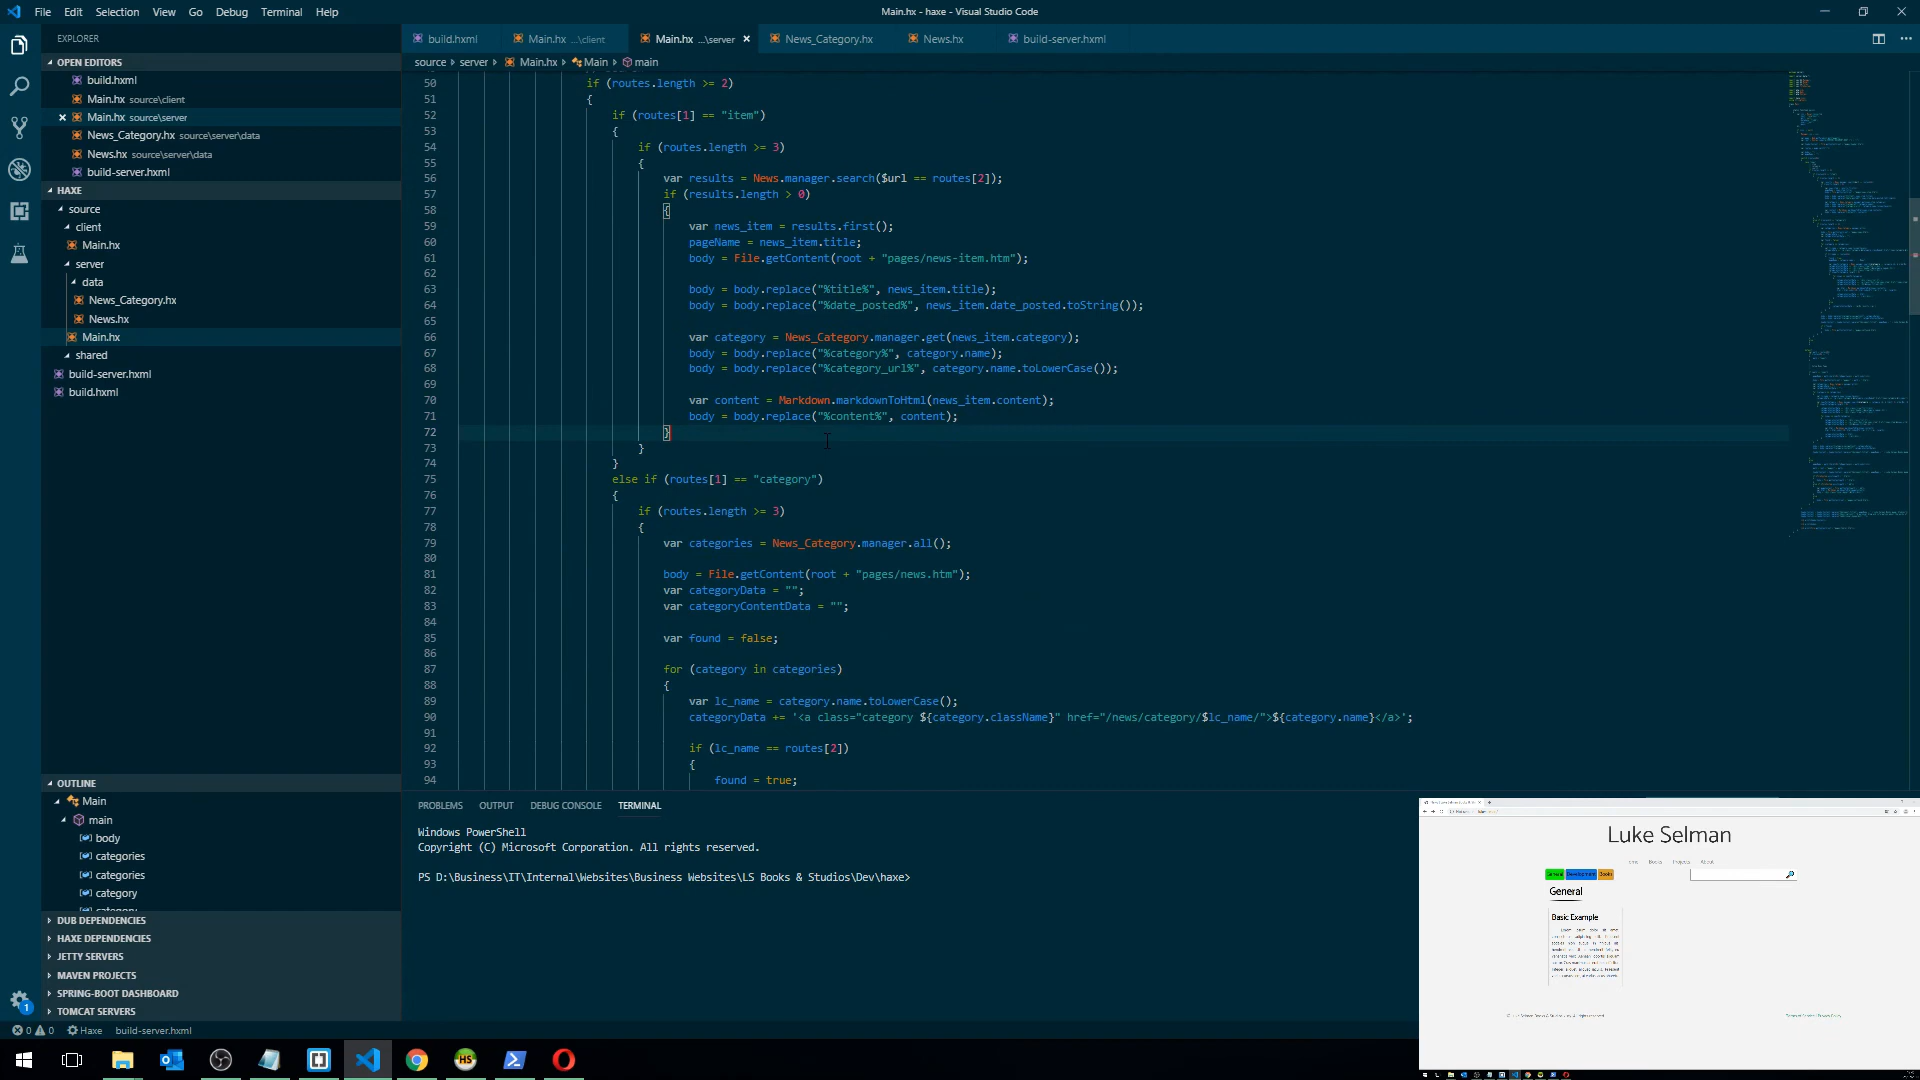 File Edit Selection View Go Debug Terminal Help
Main.hx - haxe - Visual Studio Code
EXPLORER
OPEN EDITORS
build.hxml
Main.hx source\client
Main.hx source\server
News_Category.hx source\server\data
News.hx source\server\data
build-server.hxml
HAXE
source
client
Main.hx
server
data
News_Category.hx
News.hx
Main.hx
shared
build-server.hxml
build.hxml
OUTLINE
Main
main
body
categories
categories
category
DUB DEPENDENCIES
HAXE DEPENDENCIES
JETTY SERVERS
MAVEN PROJECTS
SPRING-BOOT DASHBOARD
TOMCAT SERVERS
build.hxml Main.hx ...\client Main.hx ...\server News_Category.hx News.hx build-server.hxml
source server Main.hx Main main
50 if (routes.length >= 2)
51 {
52 if (routes[1] == "item")
53 {
54 if (routes.length >= 3)
55 {
56 var results = News.manager.search($url == routes[2]);
57 if (results.length > 0)
58 {
59 var news_item = results.first();
60 pageName = news_item.title;
61 body = File.getContent(root + "pages/news-item.htm");
62
63 body = body.replace("%title%", news_item.title);
64 body = body.replace("%date_posted%", news_item.date_posted.toString());
65
66 var category = News_Category.manager.get(news_item.category);
67 body = body.replace("%category%", category.name);
68 body = body.replace("%category_url%", category.name.toLowerCase());
69
70 var content = Markdown.markdownToHtml(news_item.content);
71 body = body.replace("%content%", content);
72 }
73 }
74 }
75 else if (routes[1] == "category")
76 {
77 if (routes.length >= 3)
78 {
79 var categories = News_Category.manager.all();
80
81 body = File.getContent(root + "pages/news.htm");
82 var categoryData = "";
83 var categoryContentData = "";
84
85 var found = false;
86
87 for (category in categories)
88 {
89 var lc_name = category.name.toLowerCase();
90 categoryData += '<a class="category ${category.className}" href="/news/category/$lc_name/">${category.name}</a>';
91
92 if (lc_name == routes[2])
93 {
94 found = true;
PROBLEMS OUTPUT DEBUG CONSOLE TERMINAL
Windows PowerShell
Copyright (C) Microsoft Corporation. All rights reserved.
PS D:\Business\IT\Internal\Websites\Business Websites\LS Books & Studios\Dev\haxe>
Luke Selman
Books Projects About
General Development Books
General
Basic Example
1
0 0 Haxe build-server.hxml
HS